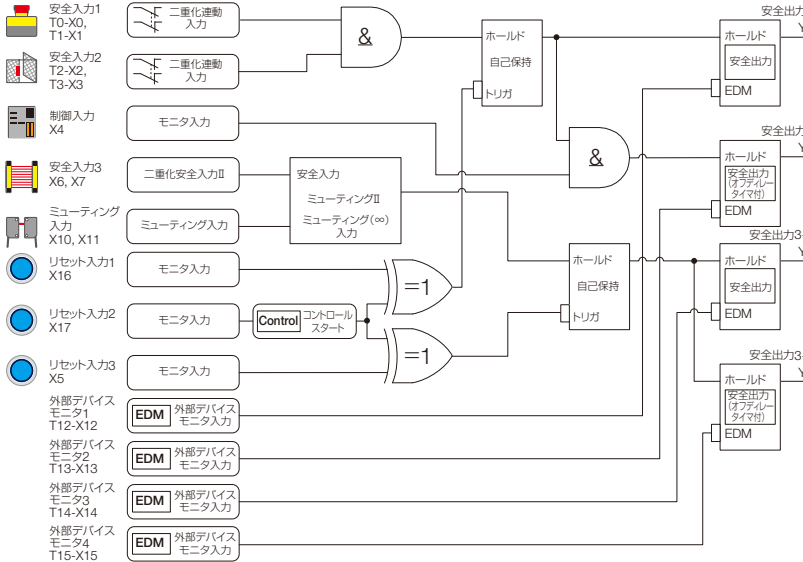 安全入力1
T0-X0,
T1-X1
二重化連動
入力
&
ホールド
自己保持
トリガ
安全出力
Y
ホールド
安全出力
EDM
安全入力2
T2-X2,
T3-X3
二重化連動
入力
制御入力
X4
モニタ入力
&
安全出力
Y
ホールド
安全出力
(オフディレー
タイマ付)
EDM
安全入力3
X6, X7
二重化安全入力II
安全入力
ミューティングII
ミューティング(∞)
入力
ミューティング
入力
X10, X11
ミューティング入力
リセット入力1
X16
モニタ入力
=1
ホールド
自己保持
トリガ
安全出力3-
Y
ホールド
安全出力
EDM
リセット入力2
X17
モニタ入力
Control
コントロール
スタート
=1
リセット入力3
X5
モニタ入力
安全出力3-
Y
ホールド
安全出力
(オフディレー
タイマ付)
EDM
外部デバイス
モニタ1
T12-X12
EDM
外部デバイス
モニタ入力
外部デバイス
モニタ2
T13-X13
EDM
外部デバイス
モニタ入力
外部デバイス
モニタ3
T14-X14
EDM
外部デバイス
モニタ入力
外部デバイス
モニタ4
T15-X15
EDM
外部デバイス
モニタ入力